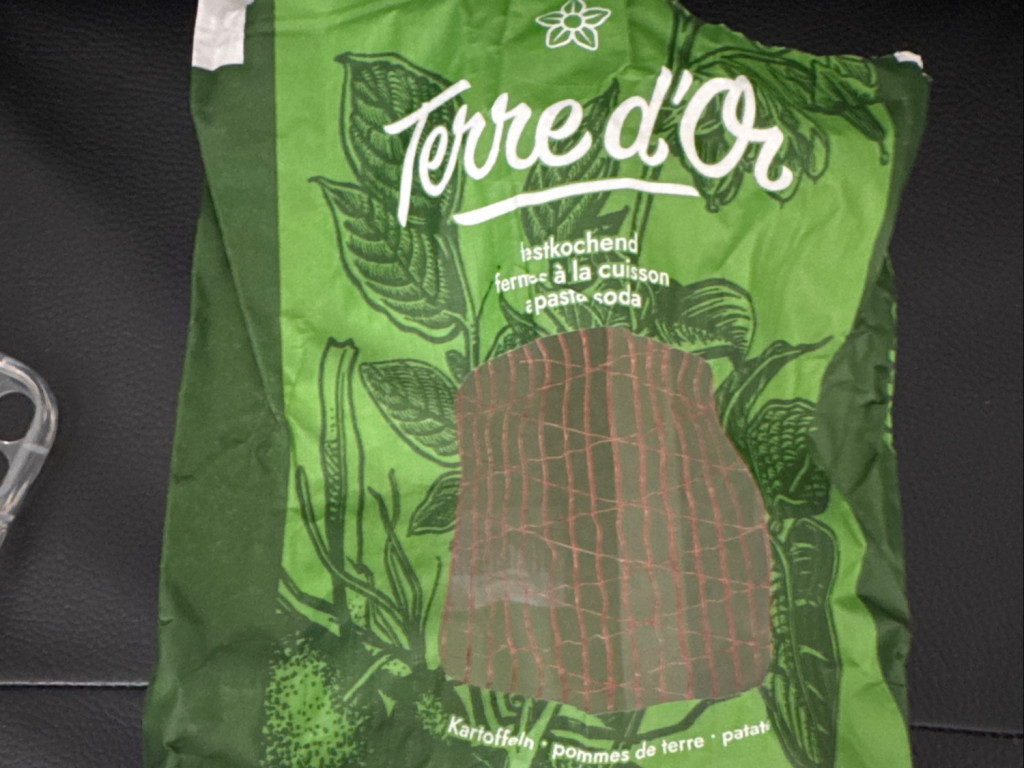 Terre d'Or
festkochend
fermes à la cuisson
a pasta soda
Kartoffeln · pommes de terre · patate